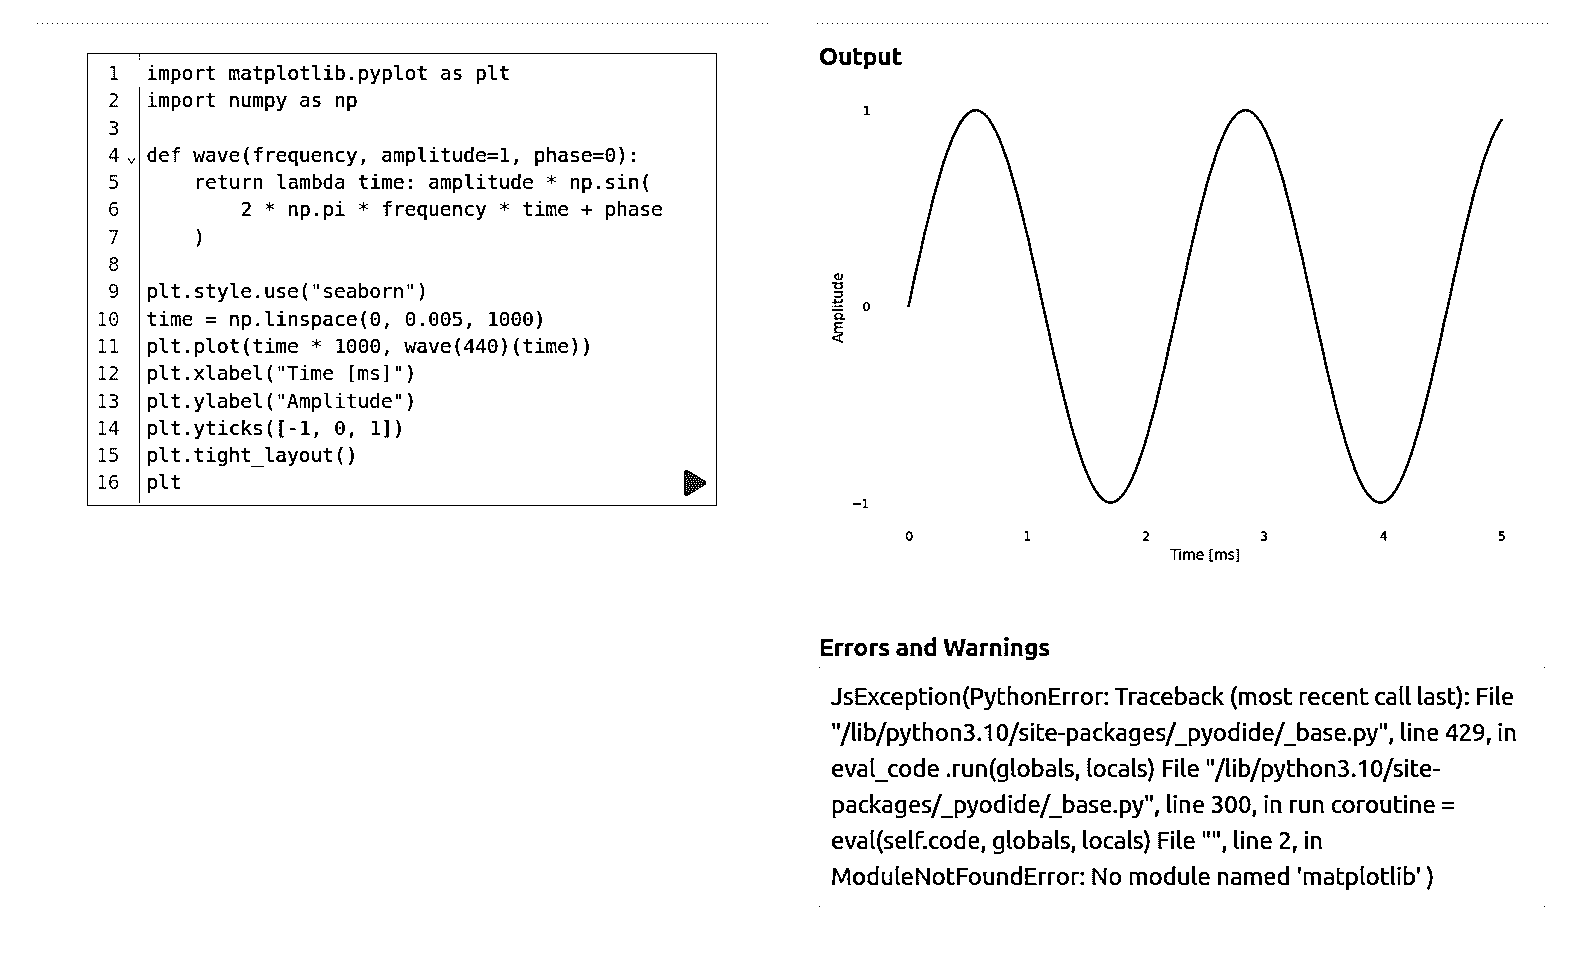 1 import matplotlib.pyplot as plt
2 import numpy as np
3
4 def wave(frequency, amplitude=1, phase=0):
5     return lambda time: amplitude * np.sin(
6         2 * np.pi * frequency * time + phase
7     )
8
9 plt.style.use("seaborn")
10 time = np.linspace(0, 0.005, 1000)
11 plt.plot(time * 1000, wave(440)(time))
12 plt.xlabel("Time [ms]")
13 plt.ylabel("Amplitude")
14 plt.yticks([-1, 0, 1])
15 plt.tight_layout()
16 plt
Output
1
Amplitude
0
−1
0 1 2 3 4 5
Time [ms]
Errors and Warnings
JsException(PythonError: Traceback (most recent call last): File
"/lib/python3.10/site-packages/_pyodide/_base.py", line 429, in
eval_code .run(globals, locals) File "/lib/python3.10/site-
packages/_pyodide/_base.py", line 300, in run coroutine =
eval(self.code, globals, locals) File "", line 2, in
ModuleNotFoundError: No module named 'matplotlib' )